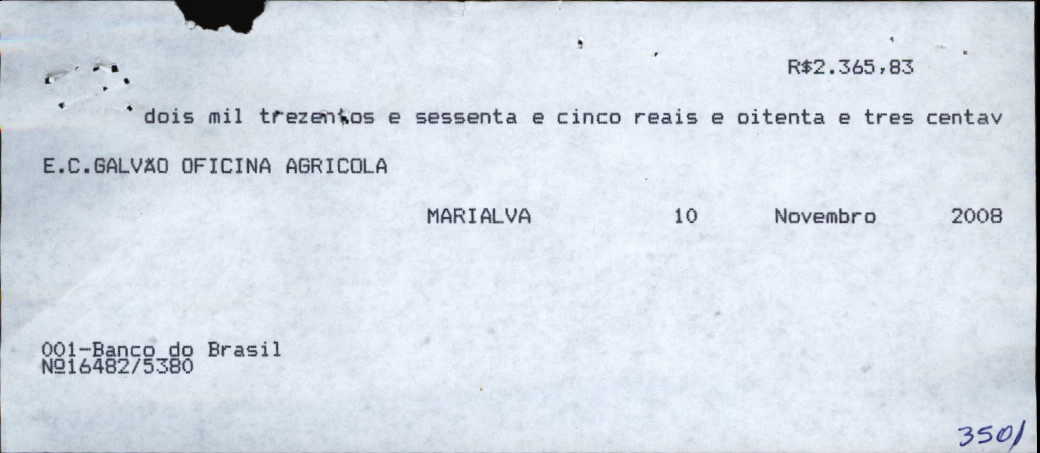 R$2.365,83
dois mil trezentos e sessenta e cinco reais e oitenta e tres centav
E.C.GALVÃO OFICINA AGRICOLA
MARIALVA 10 Novembro 2008
001-Banco do Brasil
Nº16482/5380
3501